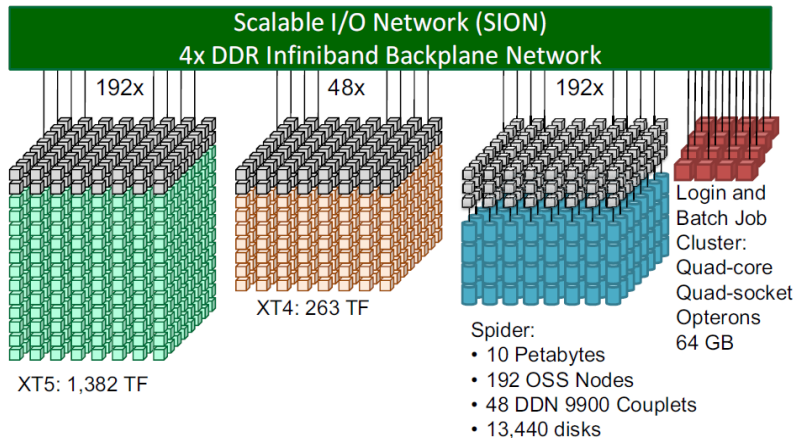 Scalable I/O Network (SION)
4x DDR Infiniband Backplane Network
192x
48x
192x
XT5: 1,382 TF
XT4: 263 TF
Spider:
• 10 Petabytes
• 192 OSS Nodes
• 48 DDN 9900 Couplets
• 13,440 disks
Login and
Batch Job
Cluster:
Quad-core
Quad-socket
Opterons
64 GB